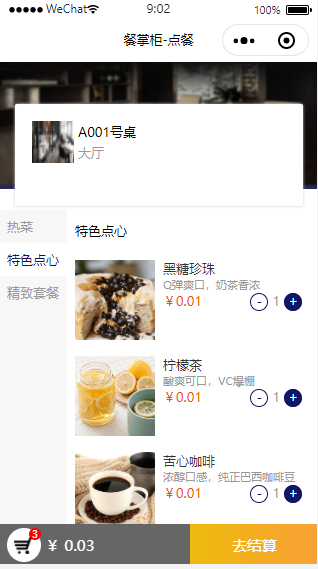 WeChat 9:02 100%
餐掌柜-点餐
A001号桌
大厅
热菜
特色点心
精致套餐
特色点心
黑糖珍珠
Q弹爽口，奶茶香浓
￥0.01 - 1 +
柠檬茶
酸爽可口，VC爆棚
￥0.01 - 1 +
苦心咖啡
浓醇口感，纯正巴西咖啡豆
￥0.01 - 1 +
3 ￥ 0.03 去结算